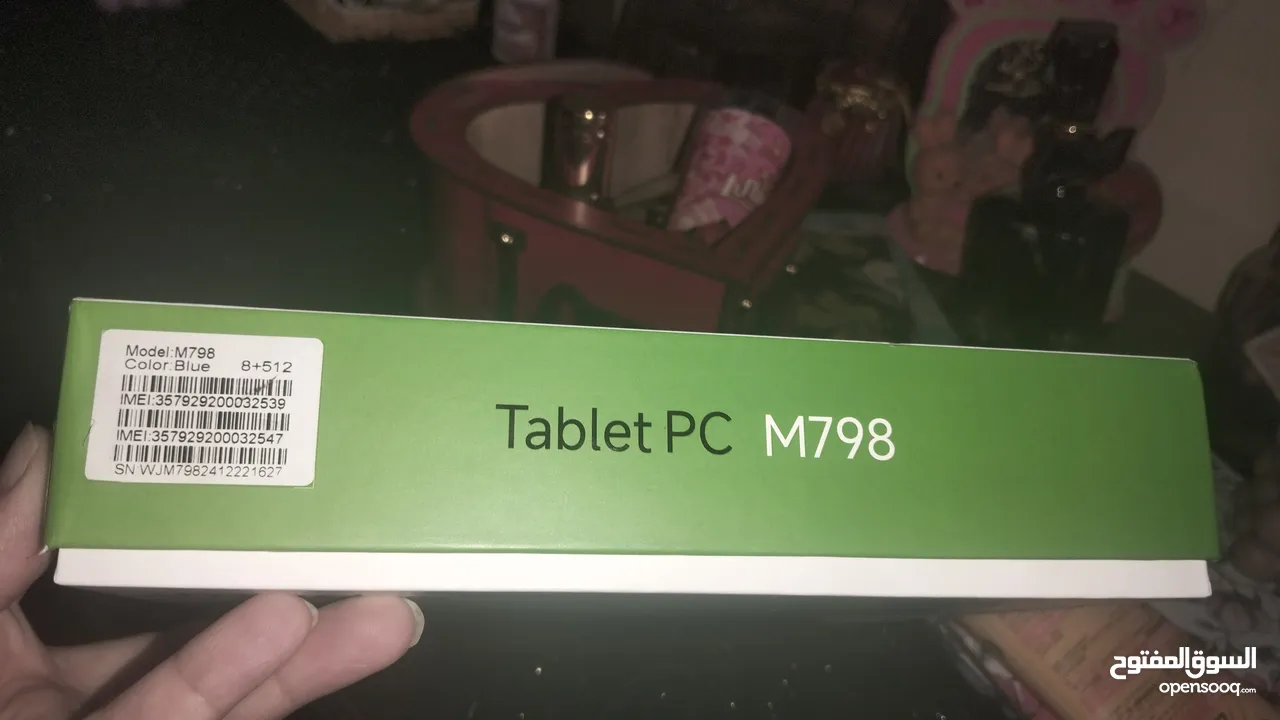 Model:M798
Color:Blue 8+512
IMEI:357929200032539
IMEI:357929200032547
SN WJM7982412221627
Tablet PC M798
السوق المفتوح
opensooq.com